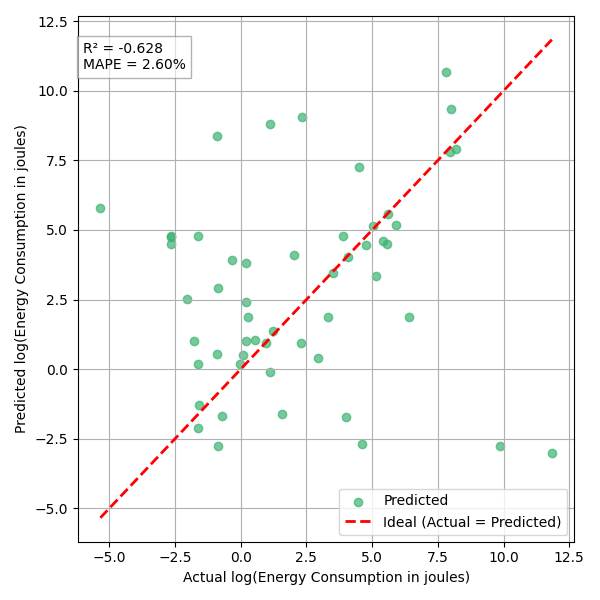 R² = -0.628
MAPE = 2.60%
12.5
10.0
7.5
5.0
2.5
0.0
−2.5
−5.0
Predicted log(Energy Consumption in joules)
Predicted
Ideal (Actual = Predicted)
−5.0 −2.5 0.0 2.5 5.0 7.5 10.0 12.5
Actual log(Energy Consumption in joules)